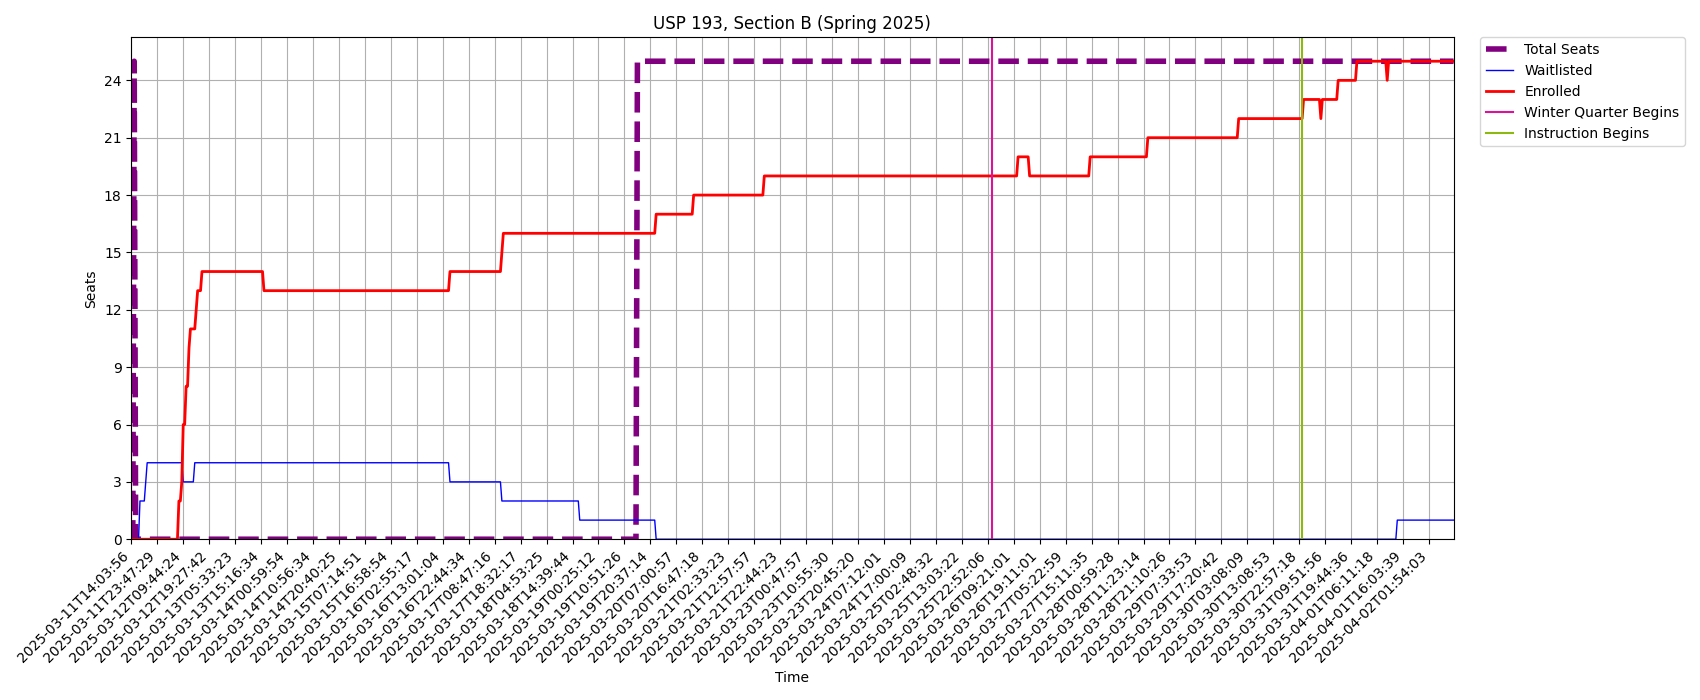 USP 193, Section B (Spring 2025)
Total Seats
Waitlisted
Enrolled
Winter Quarter Begins
Instruction Begins
Seats
24
21
18
15
12
9
6
3
0
2025-03-11T14:03:56
2025-03-11T23:47:29
2025-03-12T09:44:24
2025-03-12T19:27:42
2025-03-13T05:33:23
2025-03-13T15:16:34
2025-03-14T00:59:54
2025-03-14T10:56:34
2025-03-14T20:40:25
2025-03-15T07:14:51
2025-03-15T16:58:54
2025-03-16T02:55:17
2025-03-16T13:01:04
2025-03-16T22:44:34
2025-03-17T08:47:16
2025-03-17T18:32:17
2025-03-18T04:53:25
2025-03-18T14:39:44
2025-03-19T00:25:12
2025-03-19T10:51:26
2025-03-19T20:37:14
2025-03-20T07:00:57
2025-03-20T16:47:18
2025-03-21T02:33:23
2025-03-21T12:57:57
2025-03-21T22:44:23
2025-03-23T00:47:57
2025-03-23T10:55:30
2025-03-23T20:45:20
2025-03-24T07:12:01
2025-03-24T17:00:09
2025-03-25T02:48:32
2025-03-25T13:03:22
2025-03-25T22:52:06
2025-03-26T09:21:01
2025-03-26T19:11:01
2025-03-27T05:22:59
2025-03-27T15:11:35
2025-03-28T00:59:28
2025-03-28T11:23:14
2025-03-28T21:10:26
2025-03-29T07:33:53
2025-03-29T17:20:42
2025-03-30T03:08:09
2025-03-30T13:08:53
2025-03-30T22:57:18
2025-03-31T09:51:56
2025-03-31T19:44:36
2025-04-01T06:11:18
2025-04-01T16:03:39
2025-04-02T01:54:03
Time